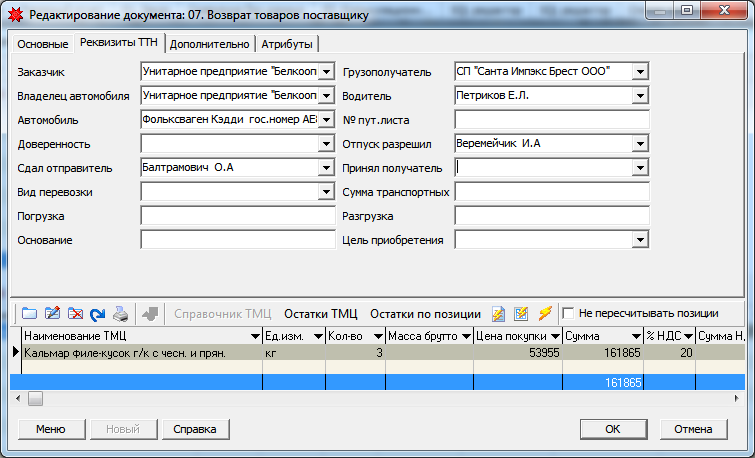 Редактирование документа: 07. Возврат товаров поставщику
Основные Реквизиты ТТН Дополнительно Атрибуты
Заказчик Унитарное предприятие "Белкооп Грузополучатель СП "Санта Импэкс Брест ООО"
Владелец автомобиля Унитарное предприятие "Белкооп Водитель Петриков Е.Л.
Автомобиль Фольксваген Кэдди гос.номер АЕ8 № пут.листа
Доверенность Отпуск разрешил Веремейчик И.А
Сдал отправитель Балтрамович О.А Принял получатель
Вид перевозки Сумма транспортных
Погрузка Разгрузка
Основание Цель приобретения
Справочник ТМЦ Остатки ТМЦ Остатки по позиции Не пересчитывать позиции
Наименование ТМЦ Ед.изм. Кол-во Масса брутто Цена покупки Сумма % НДС Сумма Н,
Кальмар филе-кусок г/к с чесн. и прян. кг 3 53955 161865 20
161865
Меню Новый Справка OK Отмена